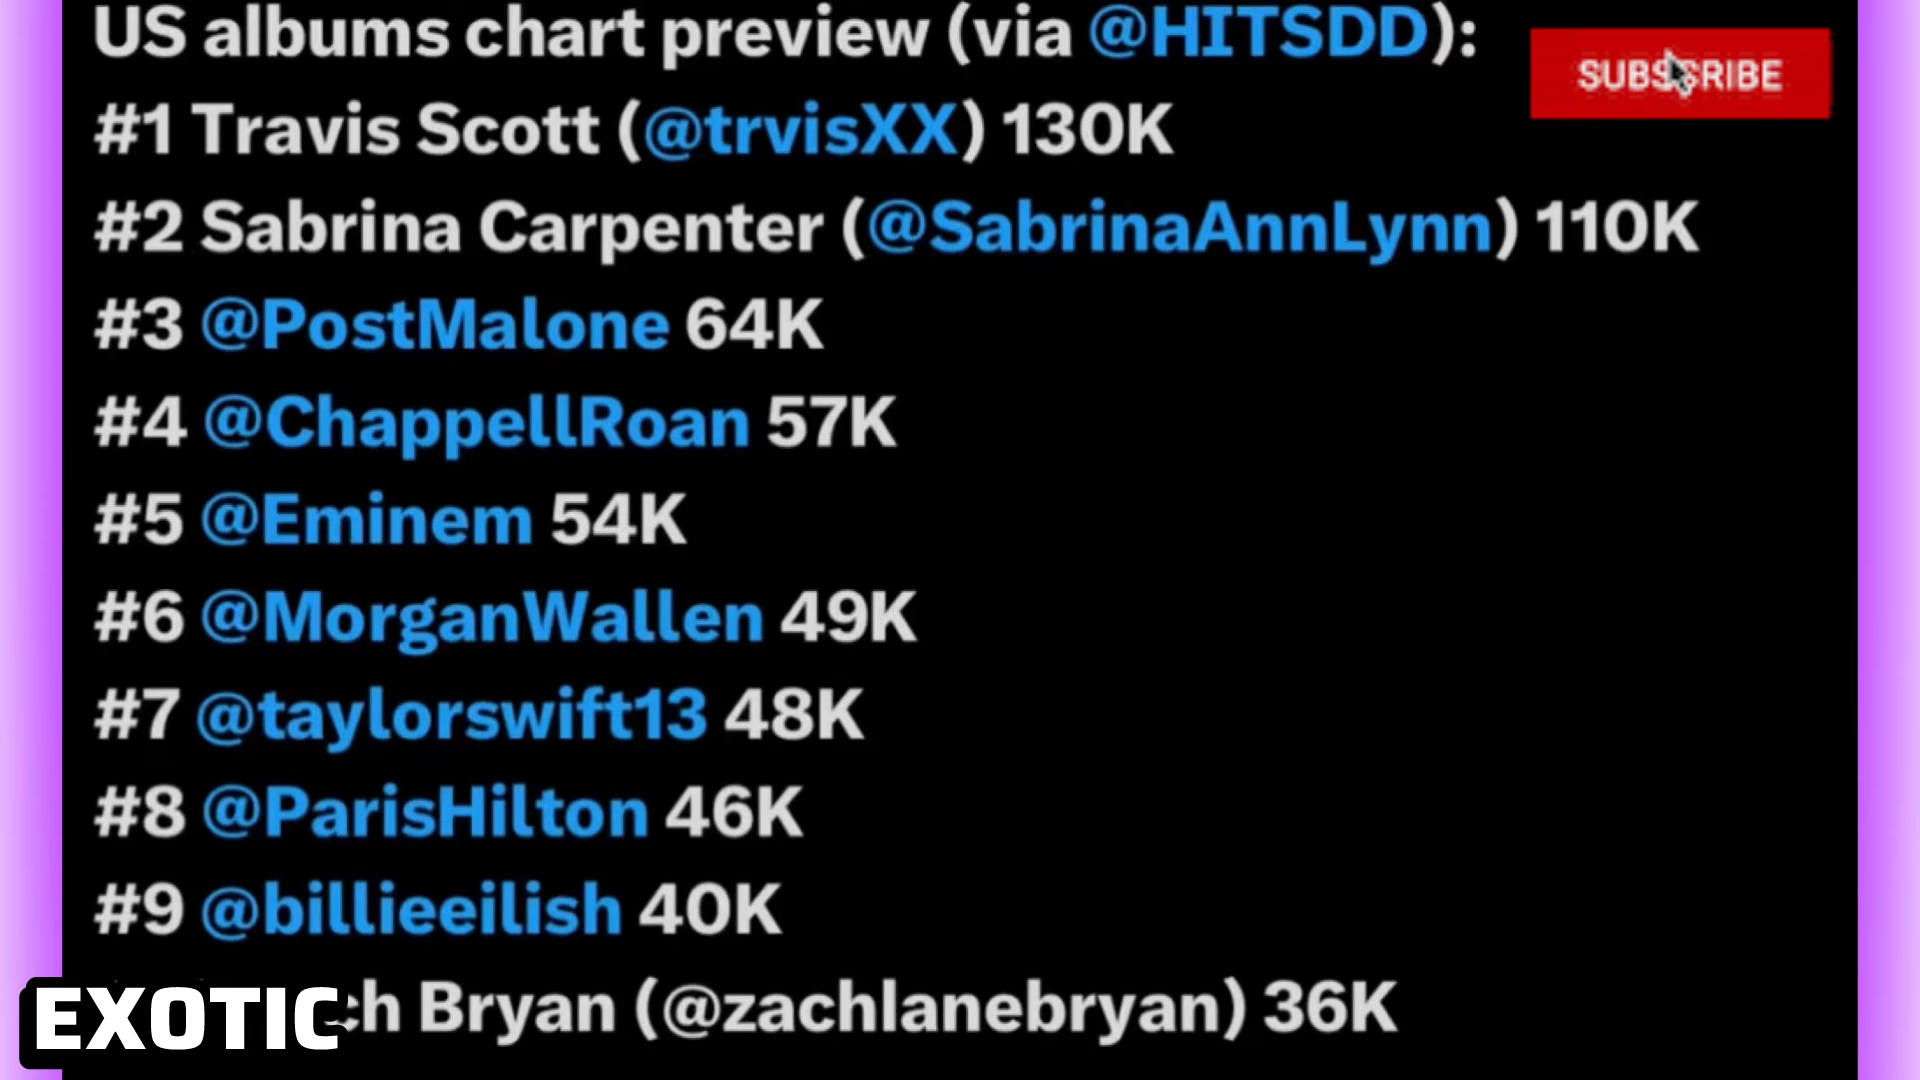 US albums chart preview (via @HITSDD):
SUBSCRIBE
#1 Travis Scott (@trvisXX) 130K
#2 Sabrina Carpenter (@SabrinaAnnLynn) 110K
#3 @PostMalone 64K
#4 @ChappellRoan 57K
#5 @Eminem 54K
#6 @MorganWallen 49K
#7 @taylorswift13 48K
#8 @ParisHilton 46K
#9 @billieeilish 40K
ch Bryan (@zachlanebryan) 36K
EXOTIC